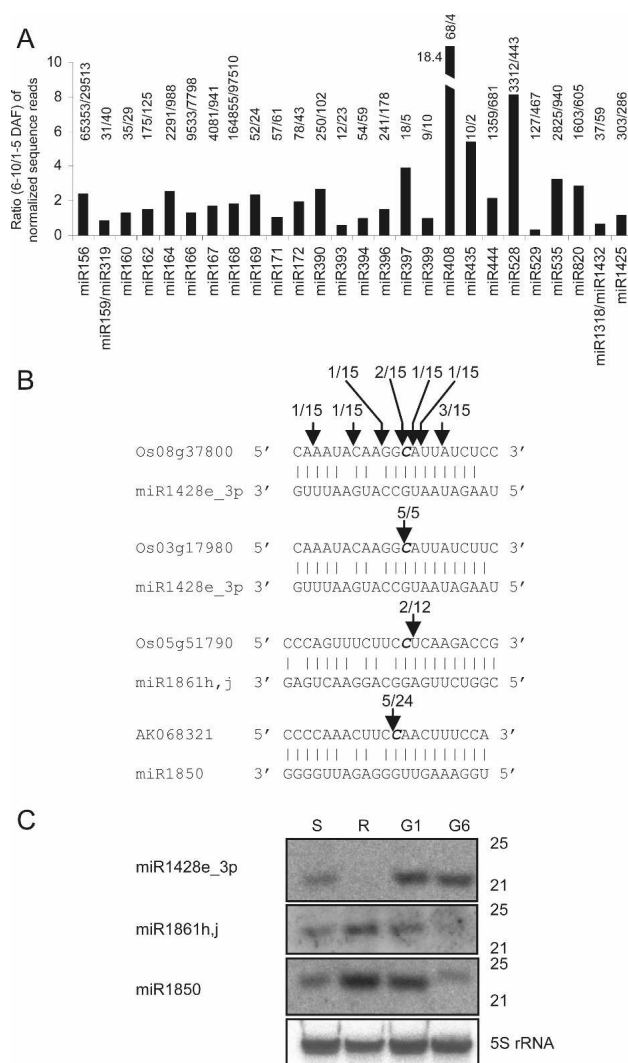 A
Ratio (6-10/1-5 DAF) of
normalized sequence reads
10
8
6
4
2
0
65353/29513
31/40
35/29
175/125
2291/988
9533/7798
4081/941
164855/97510
52/24
57/61
78/43
250/102
12/23
54/59
241/178
18/5
9/10
18.4
68/4
10/2
1359/681
3312/443
127/467
2825/940
1603/605
37/59
303/286
miR156
miR159/miR319
miR160
miR162
miR164
miR166
miR167
miR168
miR169
miR171
miR172
miR390
miR393
miR394
miR396
miR397
miR399
miR408
miR435
miR444
miR528
miR529
miR535
miR820
miR1318/miR1432
miR1425
B
1/15 2/15 1/15 1/15
1/15 1/15 3/15
Os08g37800 5′ CAAAUACAAGGCAUUAUCUCC 3′
miR1428e_3p 3′ GUUUAAGUACCGUAAUAGAAU 5′
5/5
Os03g17980 5′ CAAAUACAAGGCAUUAUCUUC 3′
miR1428e_3p 3′ GUUUAAGUACCGUAAUAGAAU 5′
2/12
Os05g51790 5′ CCCAGUUUCUUCCUCAAGACCG 3′
miR1861h,j 3′ GAGUCAAGGACGGAGUUCUGGC 5′
5/24
AK068321 5′ CCCCAAACUUCCAACUUUCCA 3′
miR1850 3′ GGGGUUAGAGGGUUGAAAGGU 5′
C
S R G1 G6
miR1428e_3p 25
21
miR1861h,j 25
21
miR1850 25
21
5S rRNA